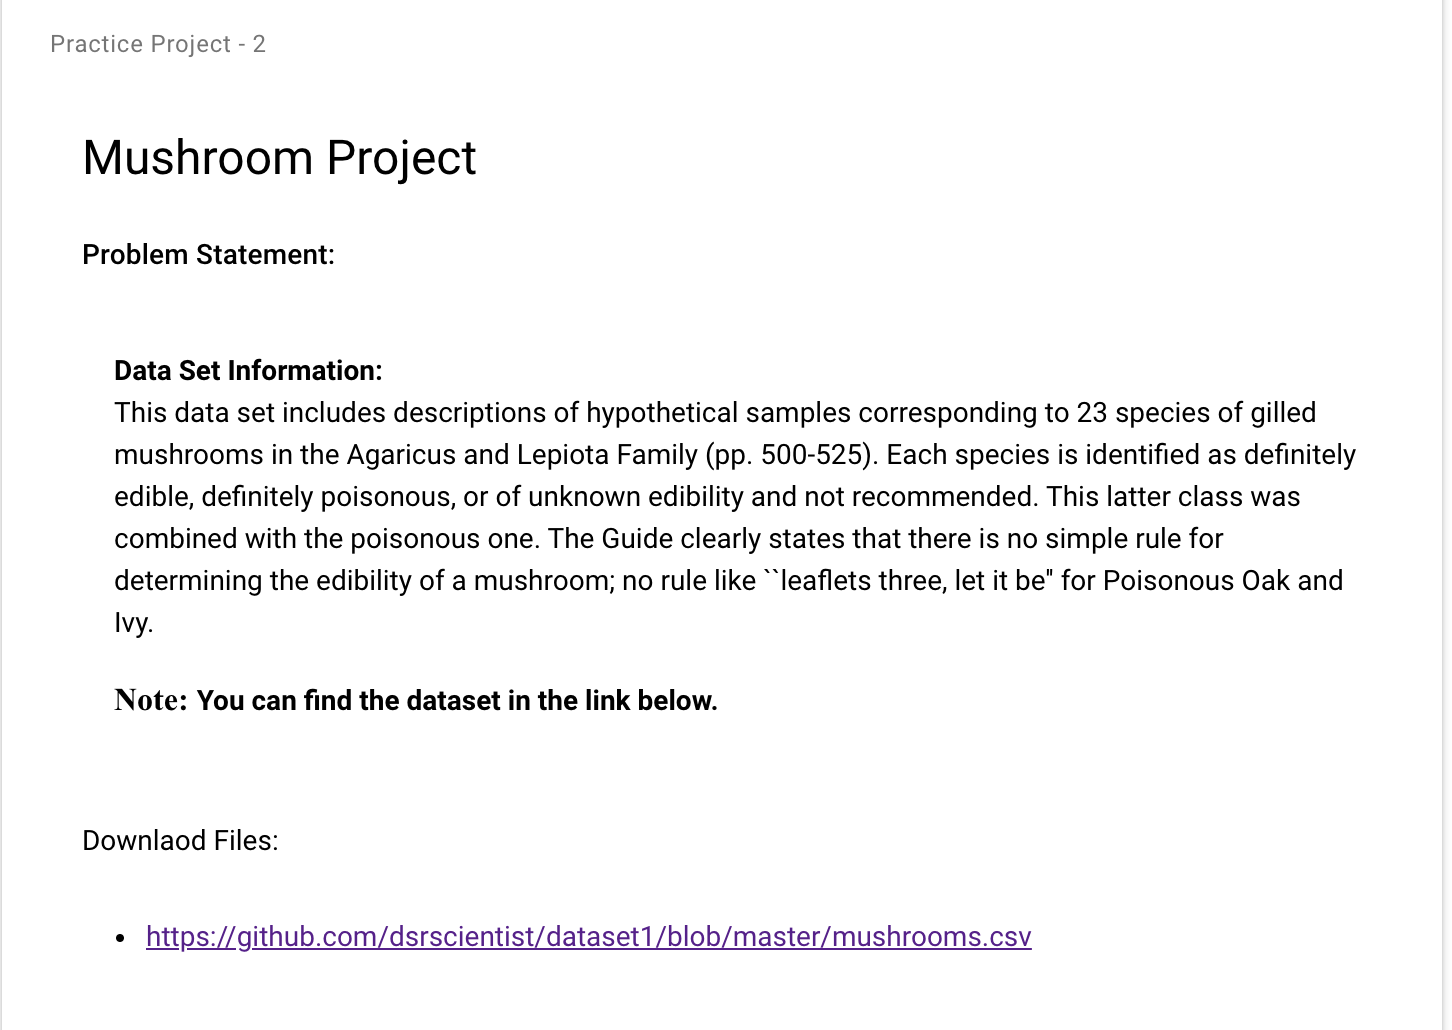 Practice Project - 2
Mushroom Project
Problem Statement:
Data Set Information:
This data set includes descriptions of hypothetical samples corresponding to 23 species of gilled
mushrooms in the Agaricus and Lepiota Family (pp. 500-525). Each species is identified as definitely
edible, definitely poisonous, or of unknown edibility and not recommended. This latter class was
combined with the poisonous one. The Guide clearly states that there is no simple rule for
determining the edibility of a mushroom; no rule like ``leaflets three, let it be'' for Poisonous Oak and
Ivy.
Note: You can find the dataset in the link below.
Downlaod Files:
• https://github.com/dsrscientist/dataset1/blob/master/mushrooms.csv